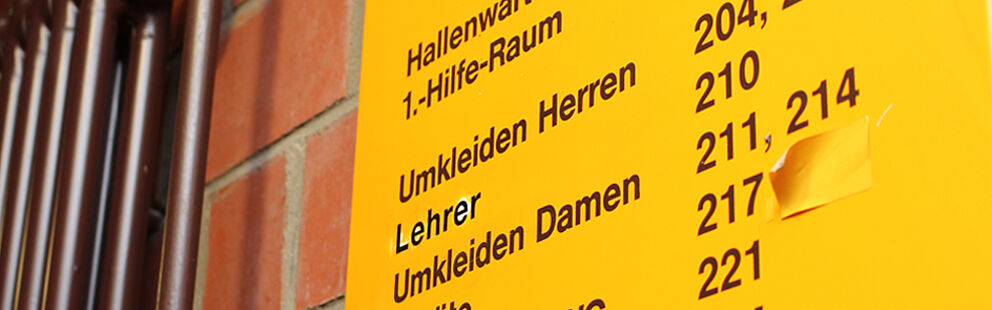 Hallenwart
1.-Hilfe-Raum
Umkleiden Herren 204,
Lehrer 210
Umkleiden Damen 211, 214
217
221